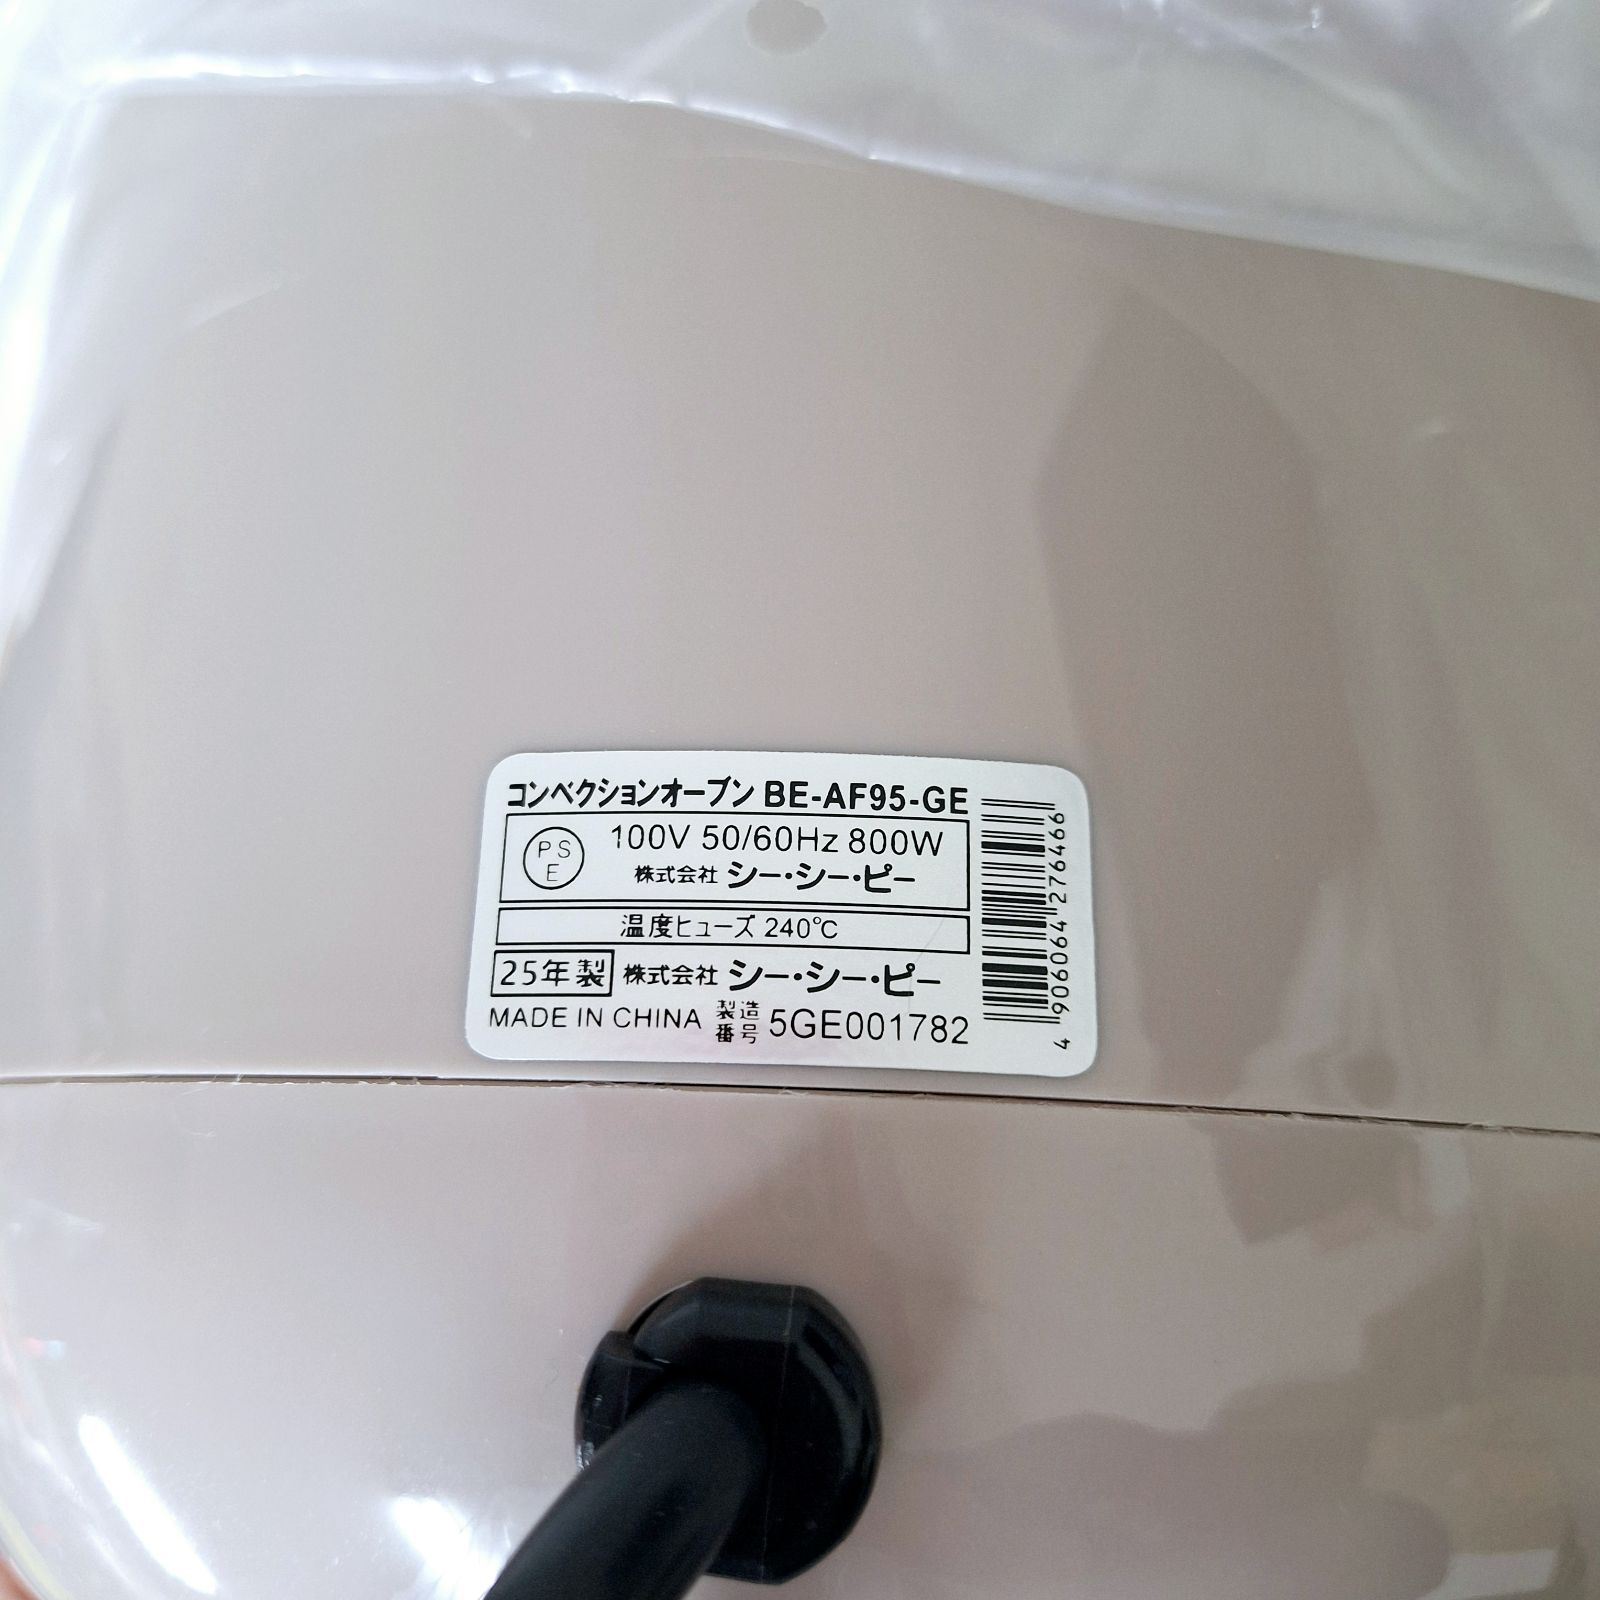 コンベクションオーブン BE-AF95-GE
PS
E
100V 50/60Hz 800W
株式会社 シー・シー・ピー
温度ヒューズ 240℃
25年製 株式会社 シー・シー・ピー
MADE IN CHINA 製造番号 5GE001782
4 906064 276466